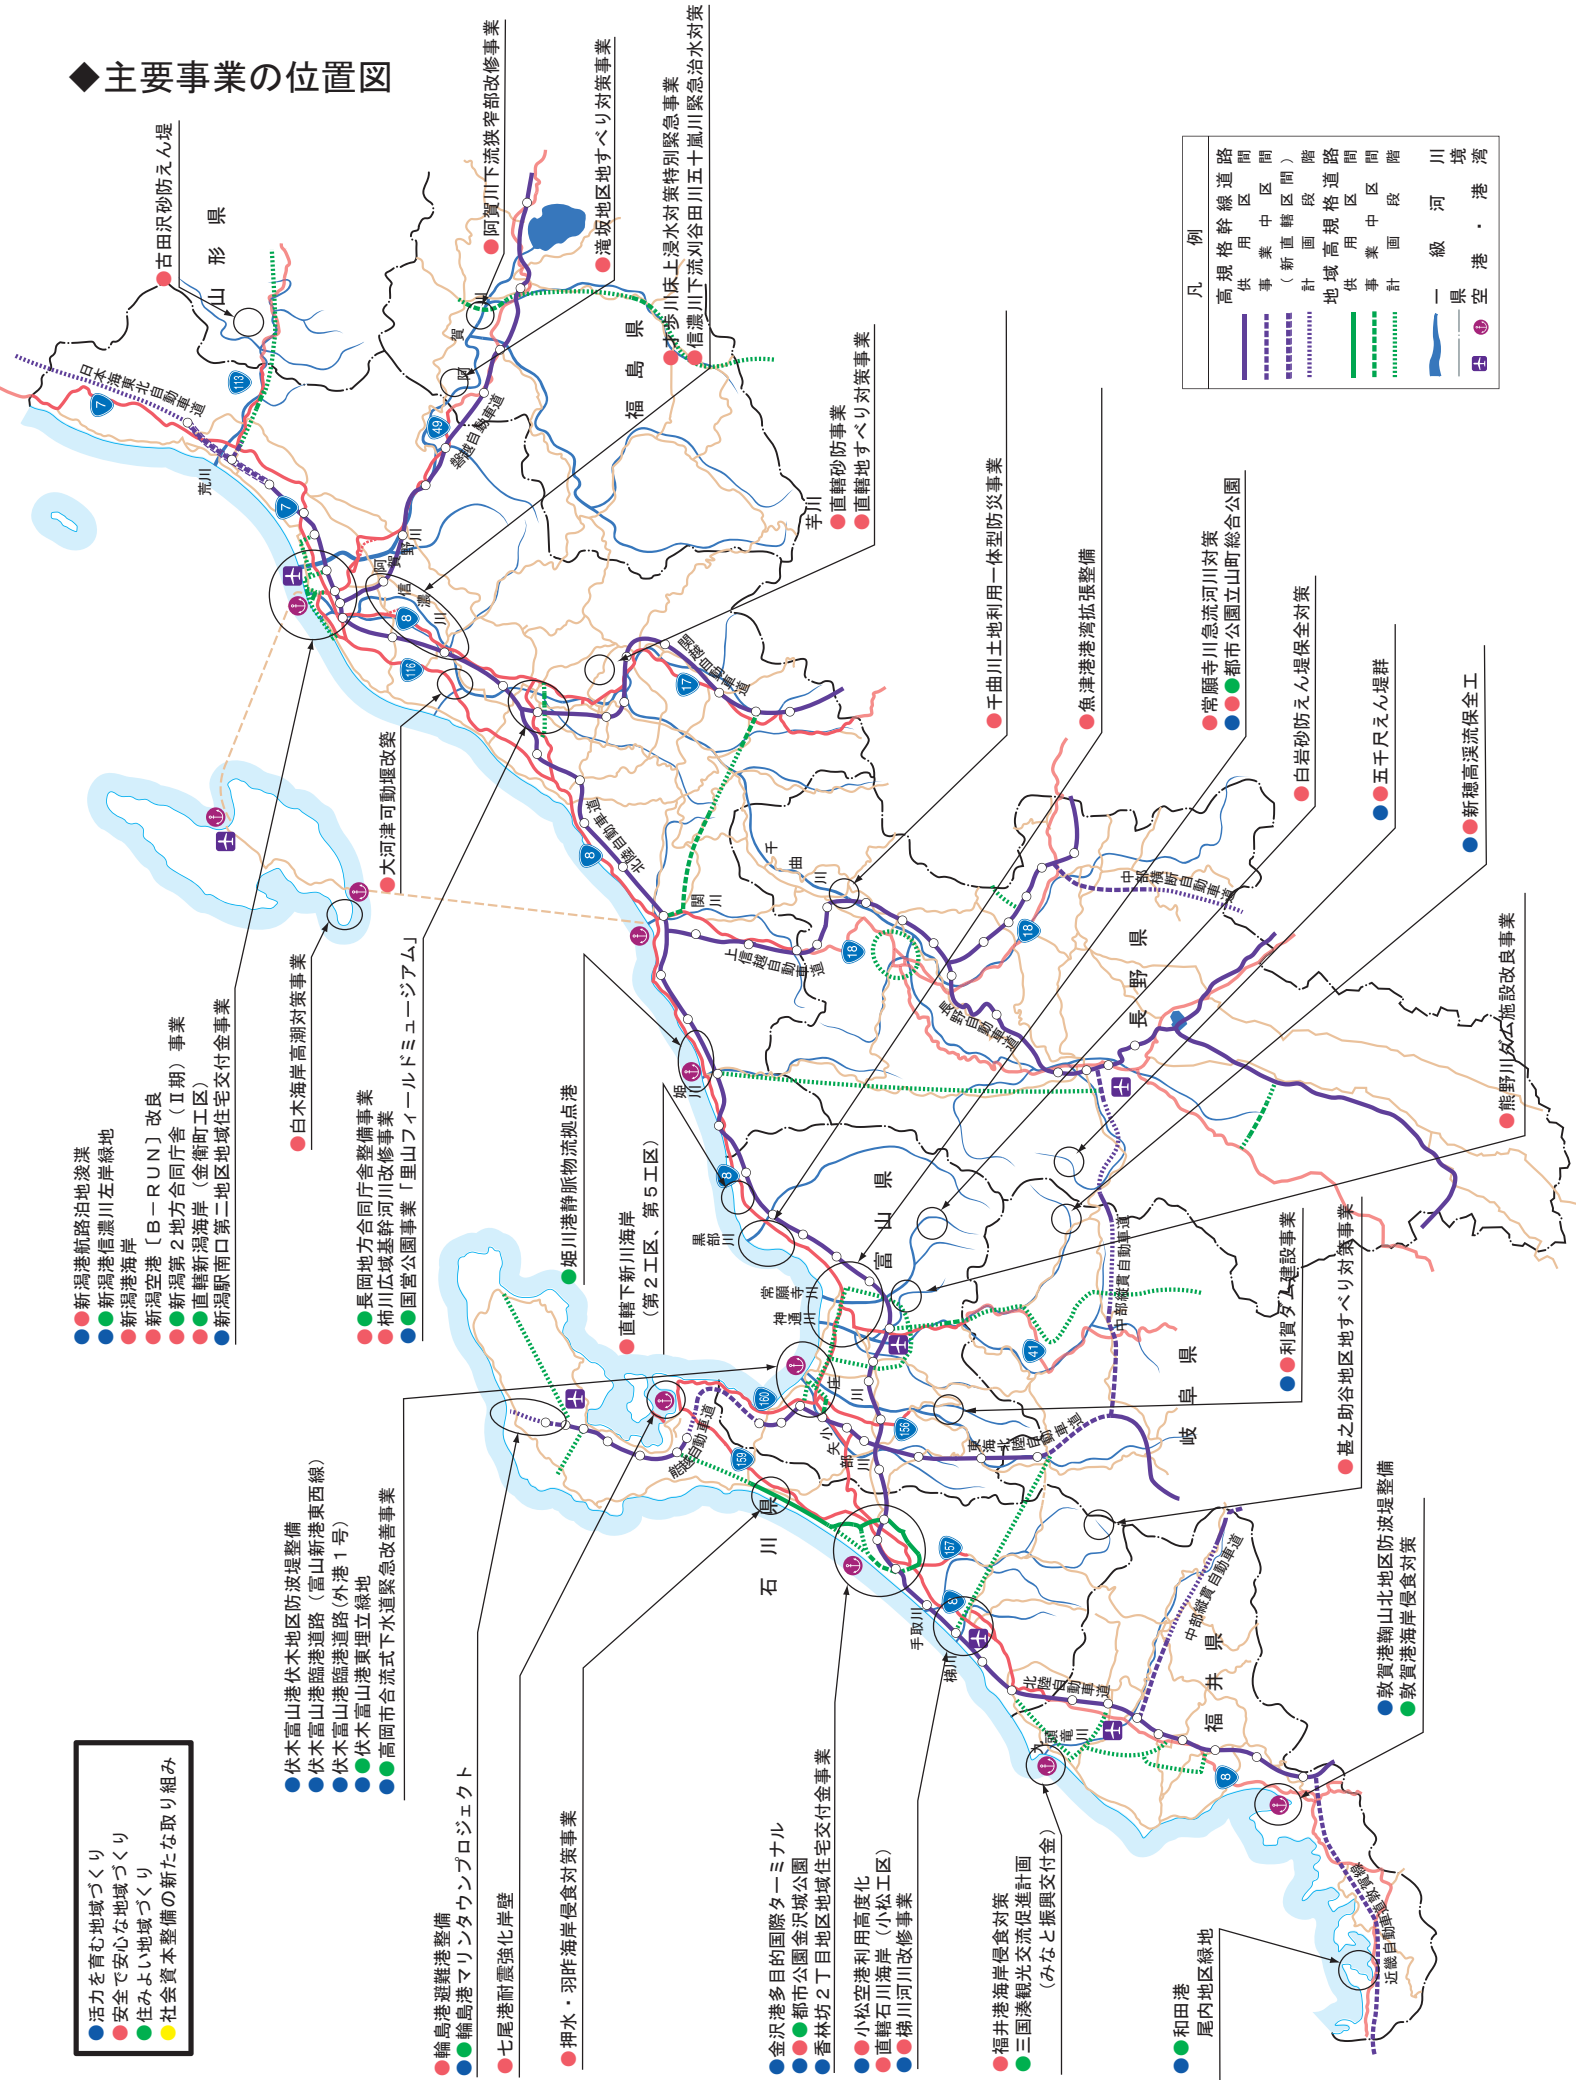 ◆主要事業の位置図
古田沢砂防えん堤
山形県
阿賀川下流狭窄部改修事業
滝坂地区地すべり対策事業
才歩川床上浸水対策特別緊急事業
信濃川下流刈谷田川五十嵐川緊急治水対策
福島県
芋川
直轄砂防事業
直轄地すべり対策事業
千曲川土地利用一体型防災事業
魚津港港湾拡張整備
常願寺川急流河川対策
都市公園立山町総合公園
白岩砂防えん堤保全対策
五千尺えん堤群
新穂高渓流保全工
熊野川ダム施設改良事業
凡例
高規格幹線道路
供用区間
事業中区間
（新直轄区間）
計画段階
地域高規格道路
供用区間
事業中区間
計画段階
一級河川
県境
空港・港湾
日本海東北自動車道
7
113
荒川
7
49
磐越自動車道
阿賀川
阿賀野川
信濃川
8
116
17
関越自動車道
大河津可動堰改築
8
北陸自動車道
関川
千曲川
上信越自動車道
18
18
中部横断自動車道
長野県
長野自動車道
白木海岸高潮対策事業
新潟港航路泊地浚渫
新潟港信濃川左岸緑地
新潟港海岸
新潟空港［B－RUN］改良
新潟第2地方合同庁舎（Ⅱ期）事業
直轄新潟海岸（金衛町工区）
新潟駅南口第二地区地域住宅交付金事業
長岡地方合同庁舎整備事業
柿川広域基幹河川改修事業
国営公園事業「里山フィールドミュージアム」
姫川港静脈物流拠点港
直轄下新川海岸
（第2工区、第5工区）
姫川
8
黒部川
富山県
常願寺川
神通川
庄川
小矢部川
41
中部縦貫自動車道
160
156
東海北陸自動車道
岐阜県
利賀ダム建設事業
甚之助谷地区地すべり対策事業
能越自動車道
159
石川県
157
8
手取川
梯川
北陸自動車道
九頭竜川
中部縦貫自動車道
福井県
8
近畿自動車道敦賀線
敦賀港鞠山北地区防波堤整備
敦賀港海岸侵食対策
伏木富山港伏木地区防波堤整備
伏木富山港臨港道路（富山新港東西線）
伏木富山港臨港道路(外港1号)
伏木富山港東埋立緑地
高岡市合流式下水道緊急改善事業
輪島港避難港整備
輪島港マリンタウンプロジェクト
七尾港耐震強化岸壁
押水・羽咋海岸侵食対策事業
金沢港多目的国際ターミナル
都市公園金沢城公園
香林坊2丁目地区地域住宅交付金事業
小松空港利用高度化
直轄石川海岸（小松工区）
梯川河川改修事業
福井港海岸侵食対策
三国湊観光交流促進計画
（みなと振興交付金）
和田港
尾内地区緑地
活力を育む地域づくり
安全で安心な地域づくり
住みよい地域づくり
社会資本整備の新たな取り組み